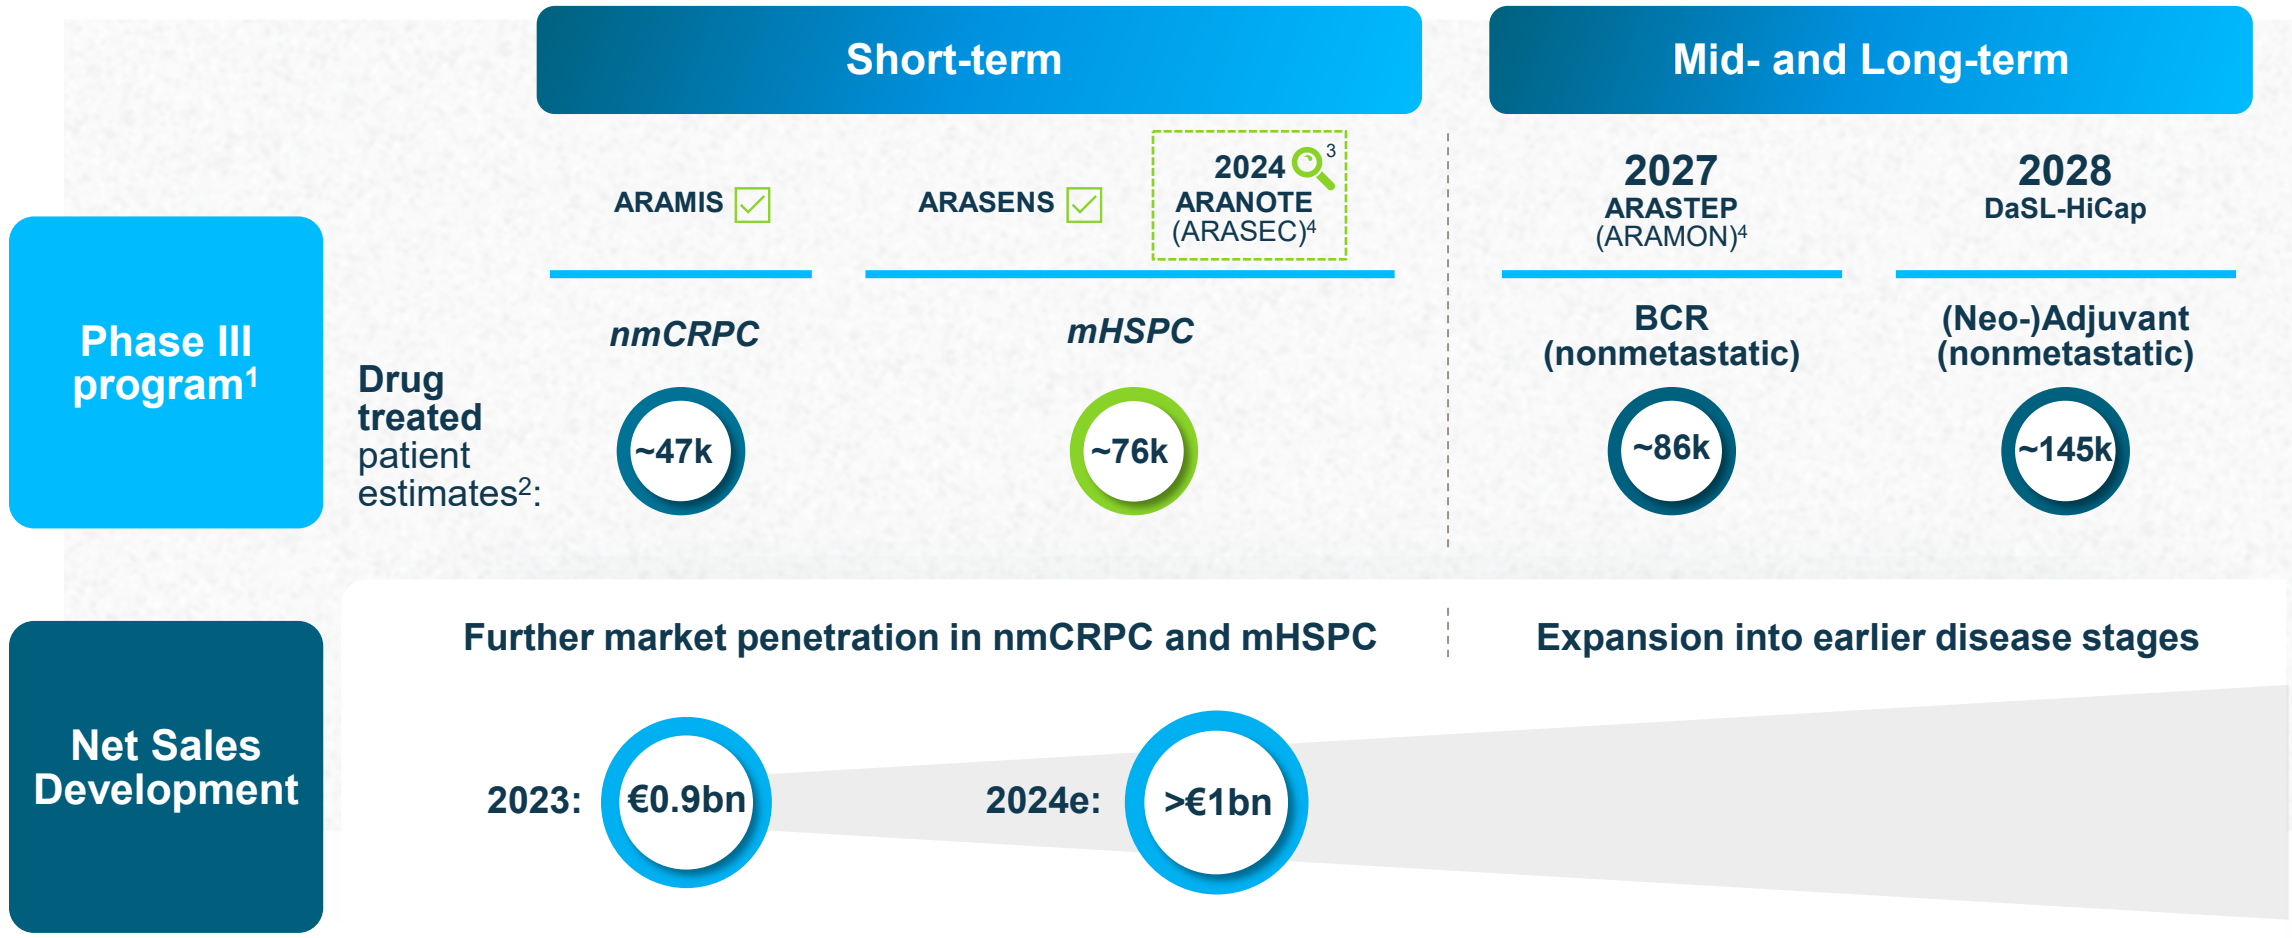 Short-term
Mid- and Long-term
ARAMIS
ARASENS
2024 3
ARANOTE
(ARASEC)4
2027
ARASTEP
(ARAMON)4
2028
DaSL-HiCap
Phase III
program1
nmCRPC
mHSPC
BCR
(nonmetastatic)
(Neo-)Adjuvant
(nonmetastatic)
Drug
treated
patient
estimates2:
~47k
~76k
~86k
~145k
Further market penetration in nmCRPC and mHSPC
Expansion into earlier disease stages
Net Sales
Development
2023:
€0.9bn
2024e:
>€1bn